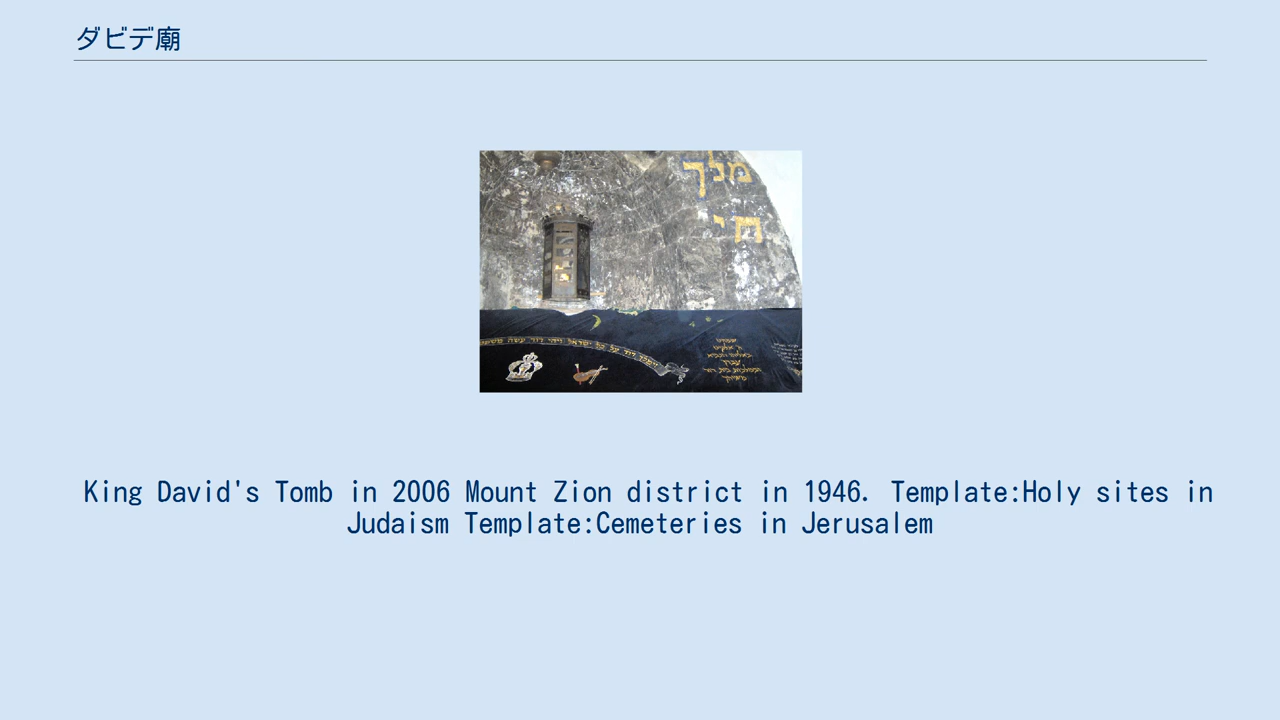 ダビデ廟
מלך
חי
King David's Tomb in 2006 Mount Zion district in 1946. Template:Holy sites in
Judaism Template:Cemeteries in Jerusalem